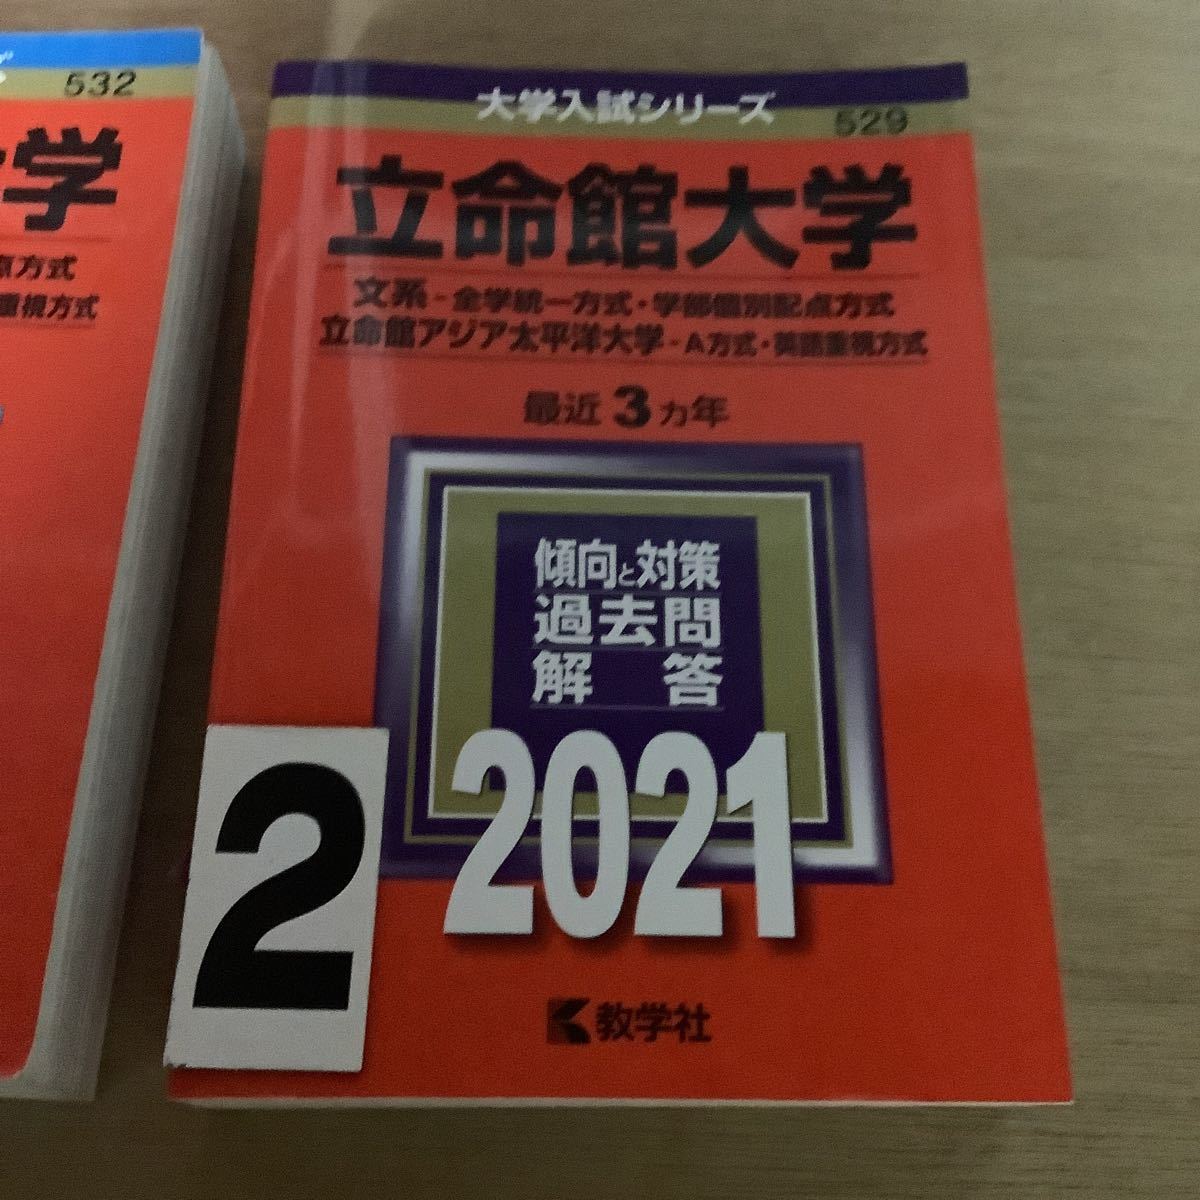 532
学
点方式
重視方式
大学入試シリーズ
529
立命館大学
文系-全学統一方式・学部個別配点方式
立命館アジア太平洋大学-A方式・英語重視方式
最近3カ年
傾向と対策
過去問
解答
2
2021
教学社